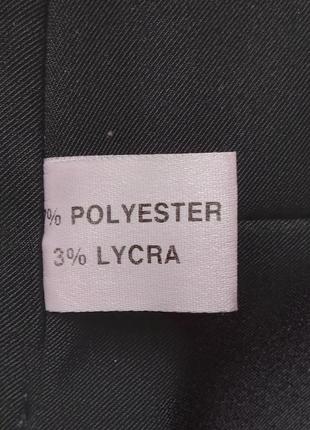 % POLYESTER
3% LYCRA